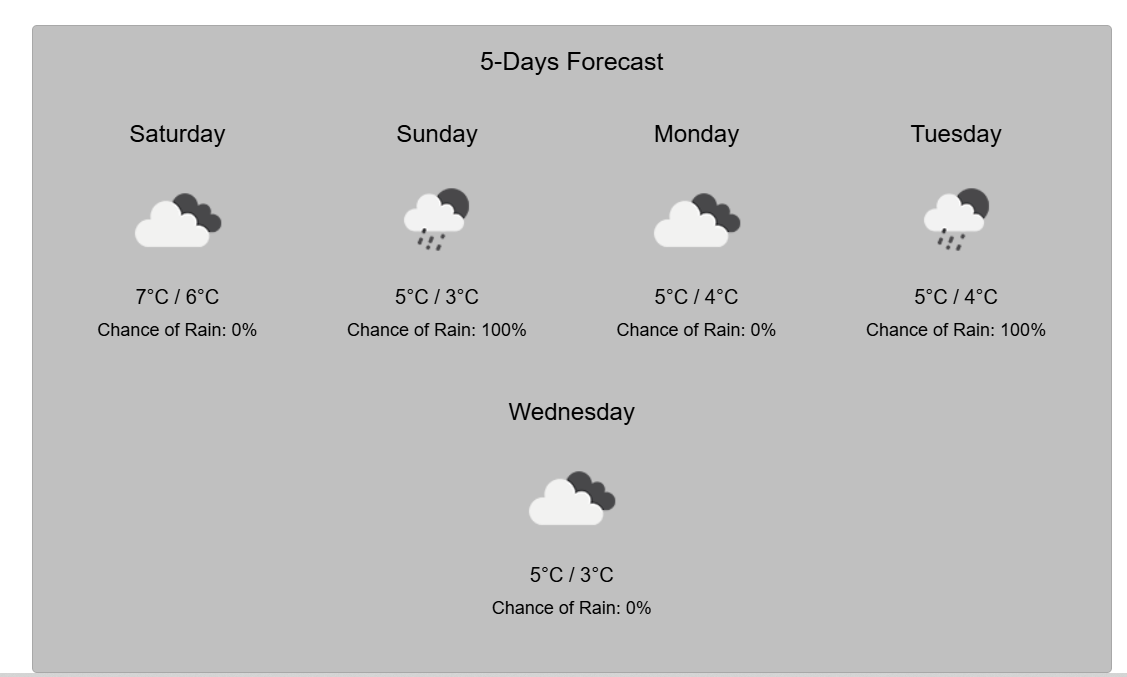 5-Days Forecast
Saturday
Sunday
Monday
Tuesday
7°C / 6°C
5°C / 3°C
5°C / 4°C
5°C / 4°C
Chance of Rain: 0%
Chance of Rain: 100%
Chance of Rain: 0%
Chance of Rain: 100%
Wednesday
5°C / 3°C
Chance of Rain: 0%